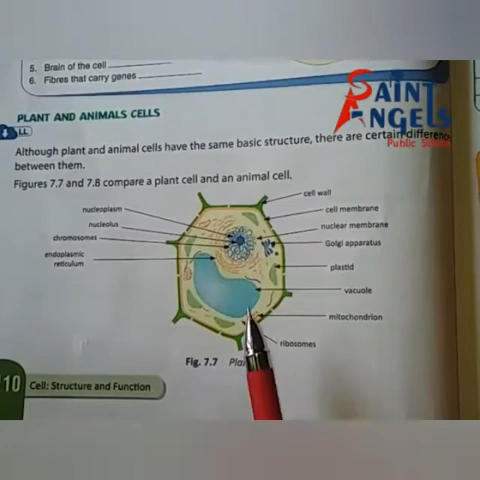 5. Brain of the cell
6. Fibres that carry genes
SAINT
ANGELS
Public School
PLANT AND ANIMALS CELLS
LL
Although plant and animal cells have the same basic structure, there are certain difference
between them.
Figures 7.7 and 7.8 compare a plant cell and an animal cell.
cell wall
nucleoplasm
cell membrane
nucleolus
nuclear membrane
chromosomes
Golgi apparatus
endoplasmic
reticulum
plastid
vacuole
mitochondrion
ribosomes
Fig. 7.7
10
Cell: Structure and Function